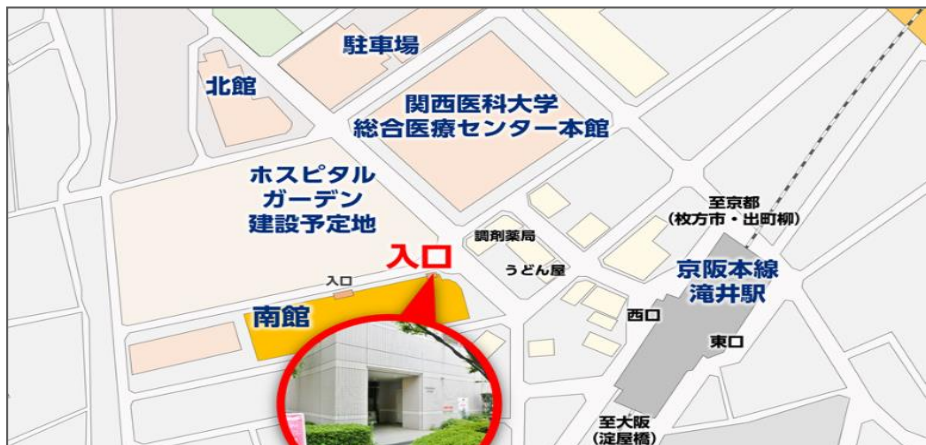 駐車場
北館
関西医科大学
総合医療センター本館
ホスピタル
ガーデン
建設予定地
至京都
(枚方市・出町柳)
調剤薬局
うどん屋
入口
京阪本線
滝井駅
入口
南館
西口
東口
至大阪
(淀屋橋)